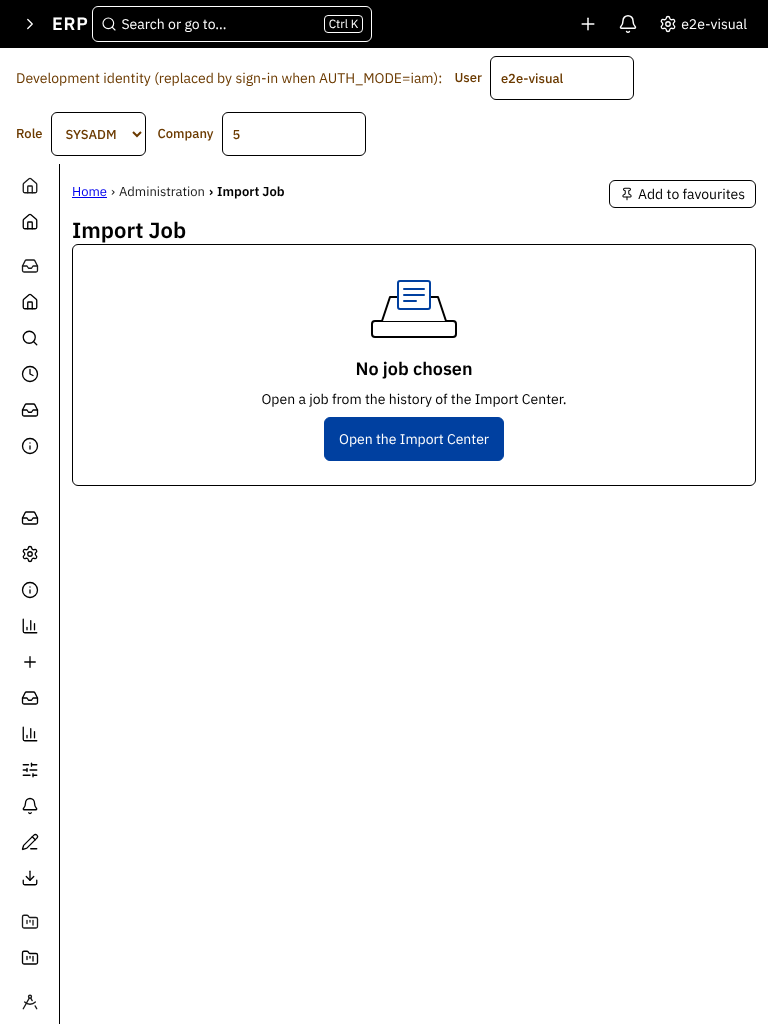 ERP Search or go to... Ctrl K e2e-visual
Development identity (replaced by sign-in when AUTH_MODE=iam): User e2e-visual
Role SYSADM Company 5
Home › Administration › Import Job Add to favourites
Import Job
No job chosen
Open a job from the history of the Import Center.
Open the Import Center